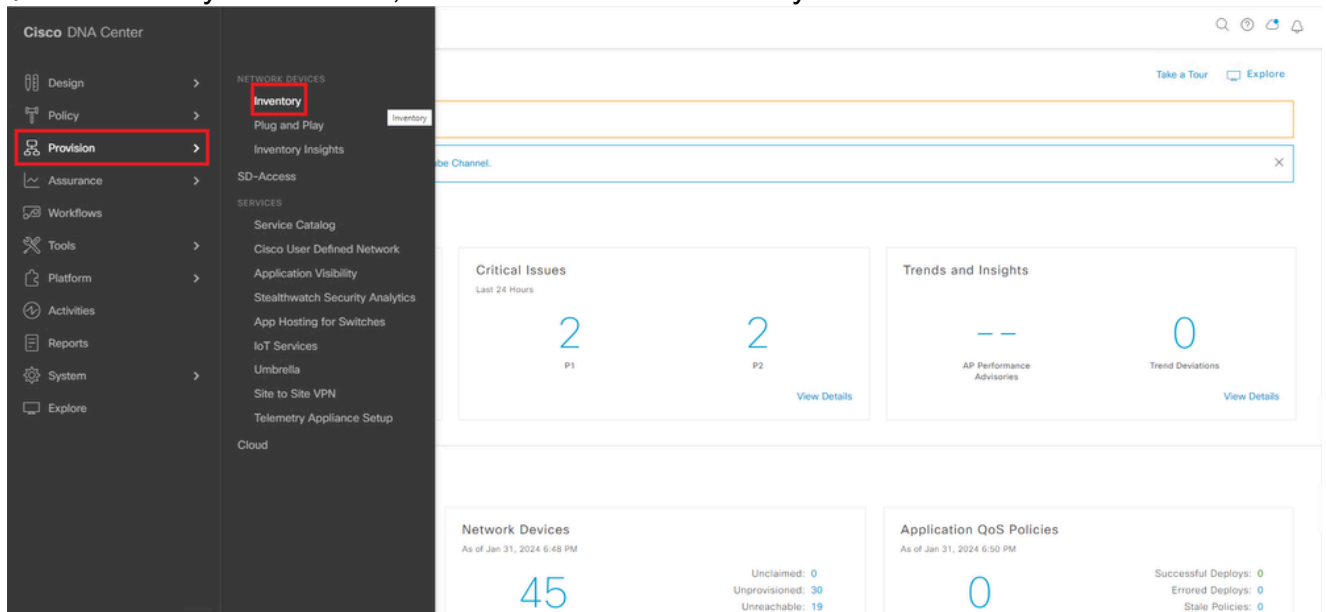 Cisco DNA Center
Design
Policy
Provision
Assurance
Workflows
Tools
Platform
Activities
Reports
System
Explore
NETWORK DEVICES
Inventory
Inventory
Plug and Play
Inventory Insights
SD-Access
SERVICES
Service Catalog
Cisco User Defined Network
Application Visibility
Stealthwatch Security Analytics
App Hosting for Switches
IoT Services
Umbrella
Site to Site VPN
Telemetry Appliance Setup
Cloud
Take a Tour Explore
Channel.
Critical Issues
Last 24 Hours
2 2
P1 P2
View Details
Trends and Insights
-- 0
AP Performance Trend Deviations
Advisories
View Details
Network Devices
As of Jan 31, 2024 6:48 PM
45
Unclaimed: 0
Unprovisioned: 30
Unreachable: 19
Application QoS Policies
As of Jan 31, 2024 6:50 PM
0
Successful Deploys: 0
Errored Deploys: 0
Stale Policies: 0